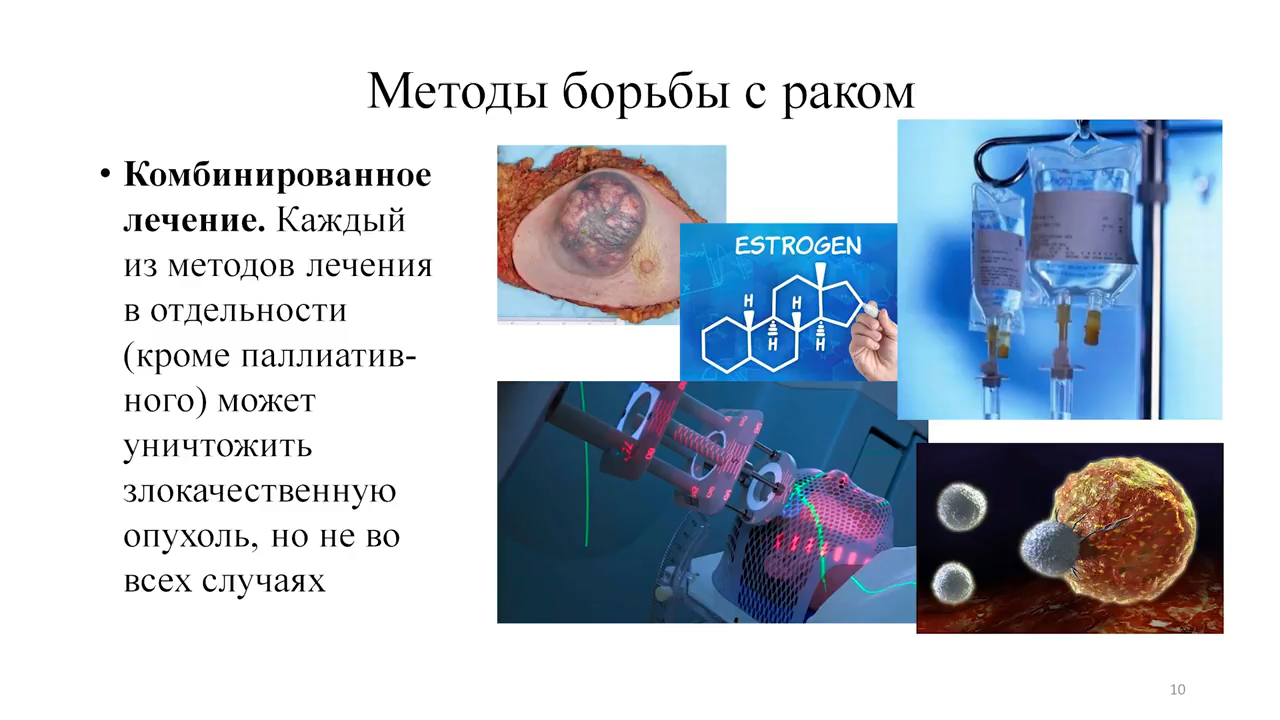 Методы борьбы с раком
• Комбинированное
лечение. Каждый
из методов лечения
в отдельности
(кроме паллиатив-
ного) может
уничтожить
злокачественную
опухоль, но не во
всех случаях
ESTROGEN
H
H
H
H
10